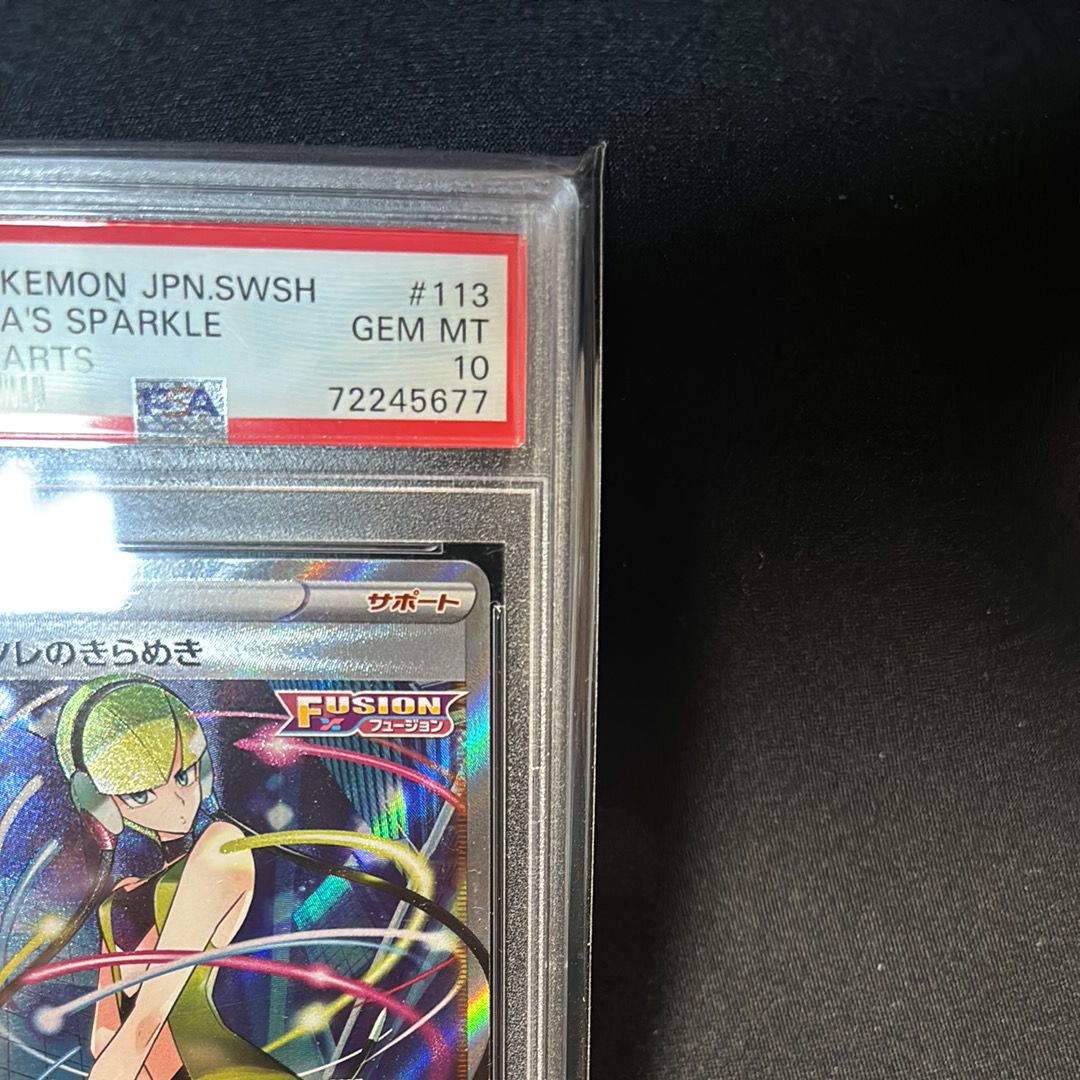 KEMON JPN.SWSH #113
A'S SPARKLE GEM MT
ARTS 10
PSA 72245677
サポート
ツレのきらめき
FUSION
フュージョン